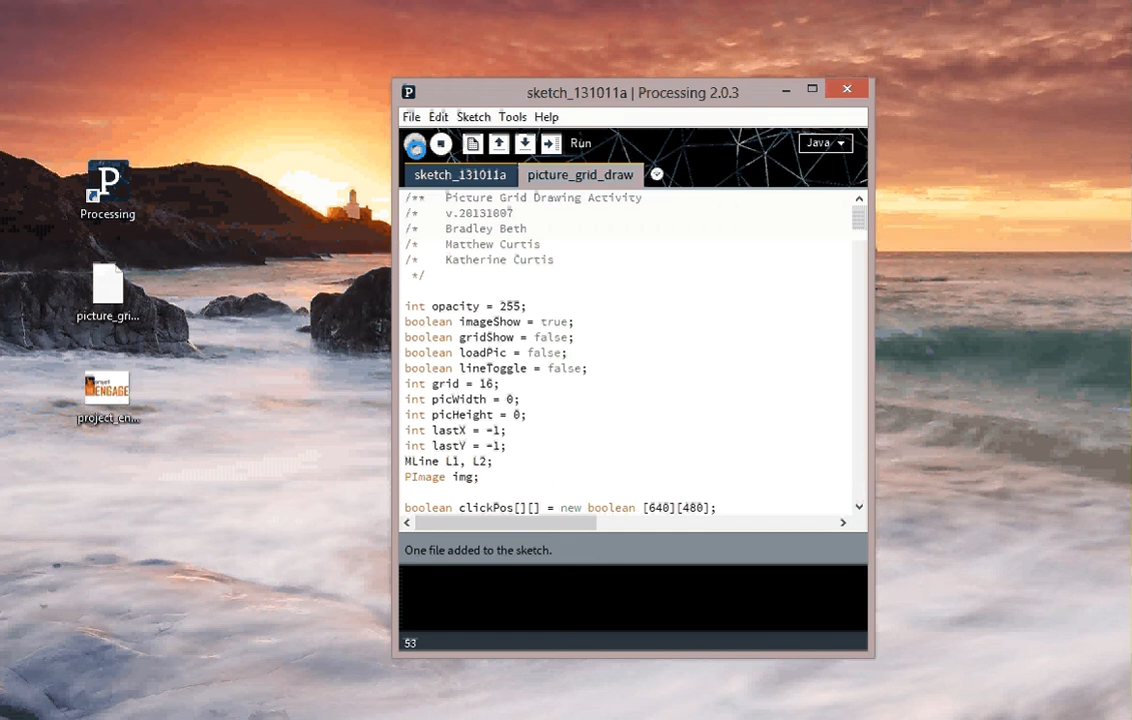 sketch_131011a | Processing 2.0.3
File Edit Sketch Tools Help
Run
Java
sketch_131011a picture_grid_draw
/** Picture Grid Drawing Activity
/* v.20131007
/* Bradley Beth
/* Matthew Curtis
/* Katherine Curtis
*/
int opacity = 255;
boolean imageShow = true;
boolean gridShow = false;
boolean loadPic = false;
boolean lineToggle = false;
int grid = 16;
int picWidth = 0;
int picHeight = 0;
int lastX = -1;
int lastY = -1;
MLine L1, L2;
PImage img;
boolean clickPos[][] = new boolean [640][480];
One file added to the sketch.
53
P
Processing
picture_gri...
ENGAGE
project_en...